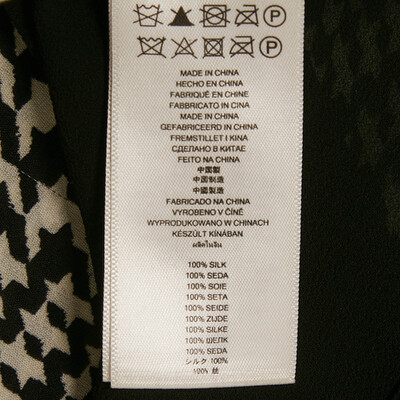 MADE IN CHINA
HECHO EN CHINA
FABRIQUÉ EN CHINE
FABBRICATO IN CINA
MADE IN CHINA
GEFABRICEERD IN CHINA
FREMSTILLET I KINA
СДЕЛАНО В КИТАЕ
FEITO NA CHINA
中国製
中国制造
中國製造
FABRICADO NA CHINA
VYROBENO V ČÍNĚ
WYPRODUKOWANO W CHINACH
KÉSZÜLT KÍNÁBAN
ผลิตในจีน
100% SILK
100% SEDA
100% SOIE
100% SETA
100% SEIDE
100% ZIJDE
100% SILKE
100% ШЕЛК
100% SEDA
シルク 100%
100% 丝